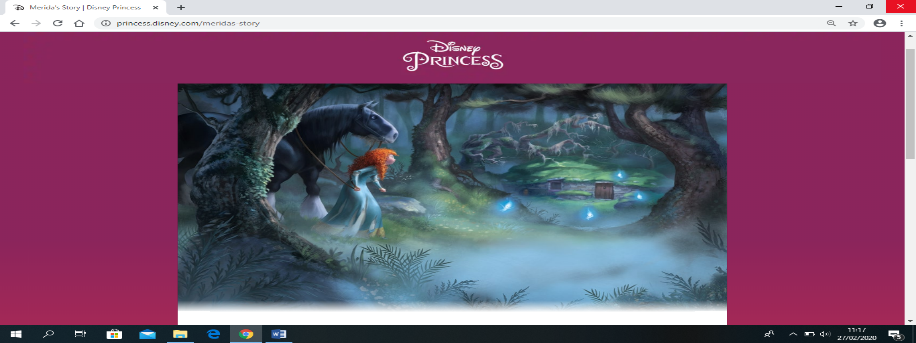 Merida's Story | Disney Princess
princess.disney.com/meridas-story
Disney
Princess
11:17
27/02/2020